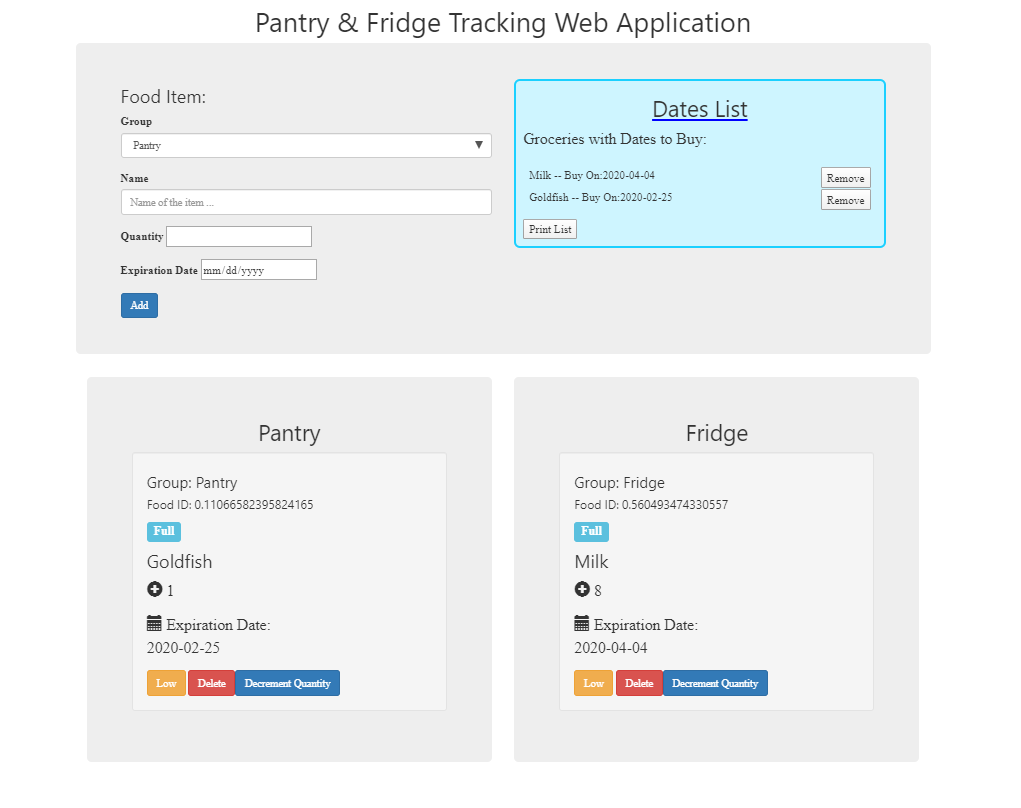 Pantry & Fridge Tracking Web Application
Food Item:
Group
Pantry
Name
Name of the item ...
Quantity
Expiration Date mm/dd/yyyy
Add
Dates List
Groceries with Dates to Buy:
Milk -- Buy On:2020-04-04 Remove
Goldfish -- Buy On:2020-02-25 Remove
Print List
Pantry
Group: Pantry
Food ID: 0.11066582395824165
Full
Goldfish
1
Expiration Date:
2020-02-25
Low Delete Decrement Quantity
Fridge
Group: Fridge
Food ID: 0.560493474330557
Full
Milk
8
Expiration Date:
2020-04-04
Low Delete Decrement Quantity